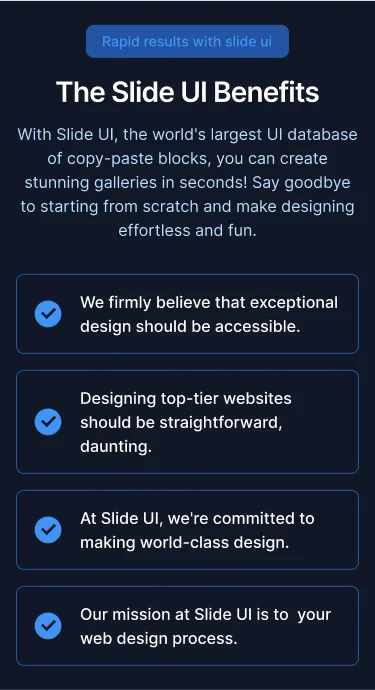 Rapid results with slide ui
The Slide UI Benefits
With Slide UI, the world's largest UI database
of copy-paste blocks, you can create
stunning galleries in seconds! Say goodbye
to starting from scratch and make designing
effortless and fun.
We firmly believe that exceptional
design should be accessible.
Designing top-tier websites
should be straightforward,
daunting.
At Slide UI, we're committed to
making world-class design.
Our mission at Slide UI is to  your
web design process.